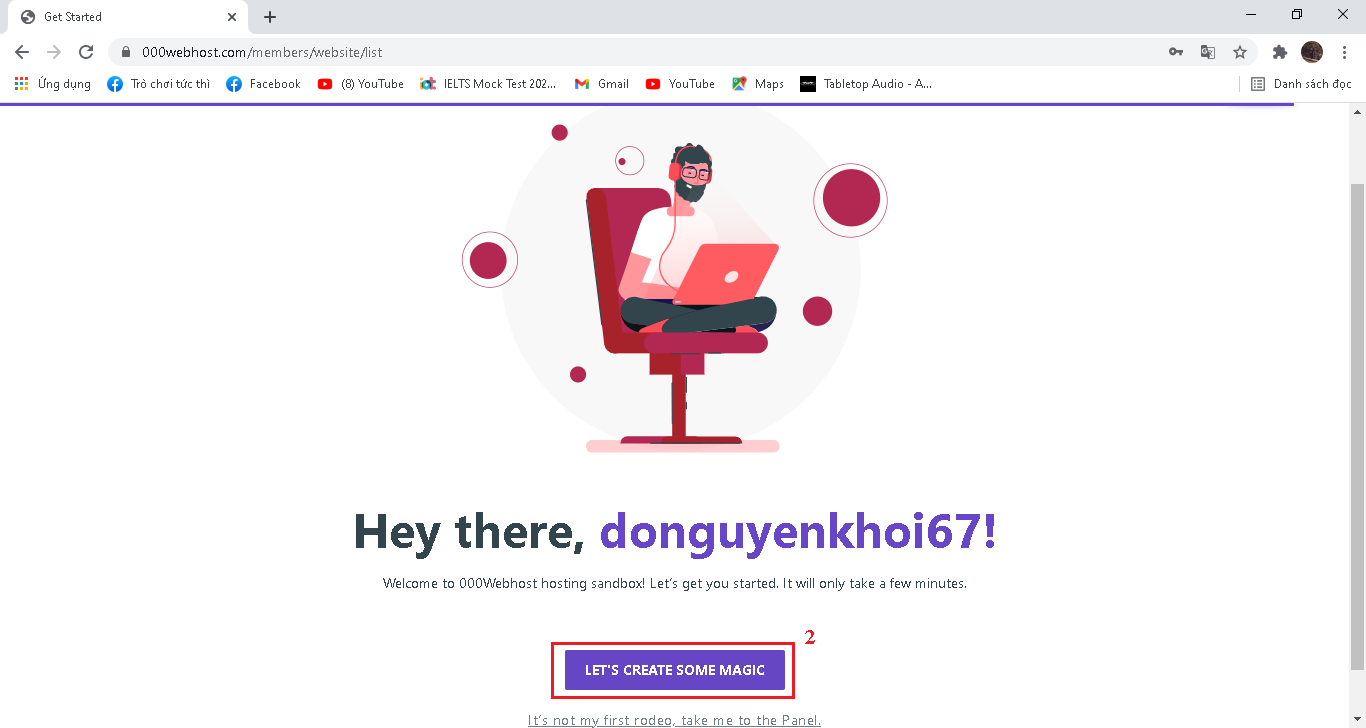 Get Started
000webhost.com/members/website/list
Ứng dụng Trò chơi tức thì Facebook (8) YouTube IELTS Mock Test 202... Gmail YouTube Maps Tabletop Audio - A... Danh sách đọc
Hey there, donguyenkhoi67!
Welcome to 000Webhost hosting sandbox! Let's get you started. It will only take a few minutes.
2
LET'S CREATE SOME MAGIC
It's not my first rodeo, take me to the Panel.